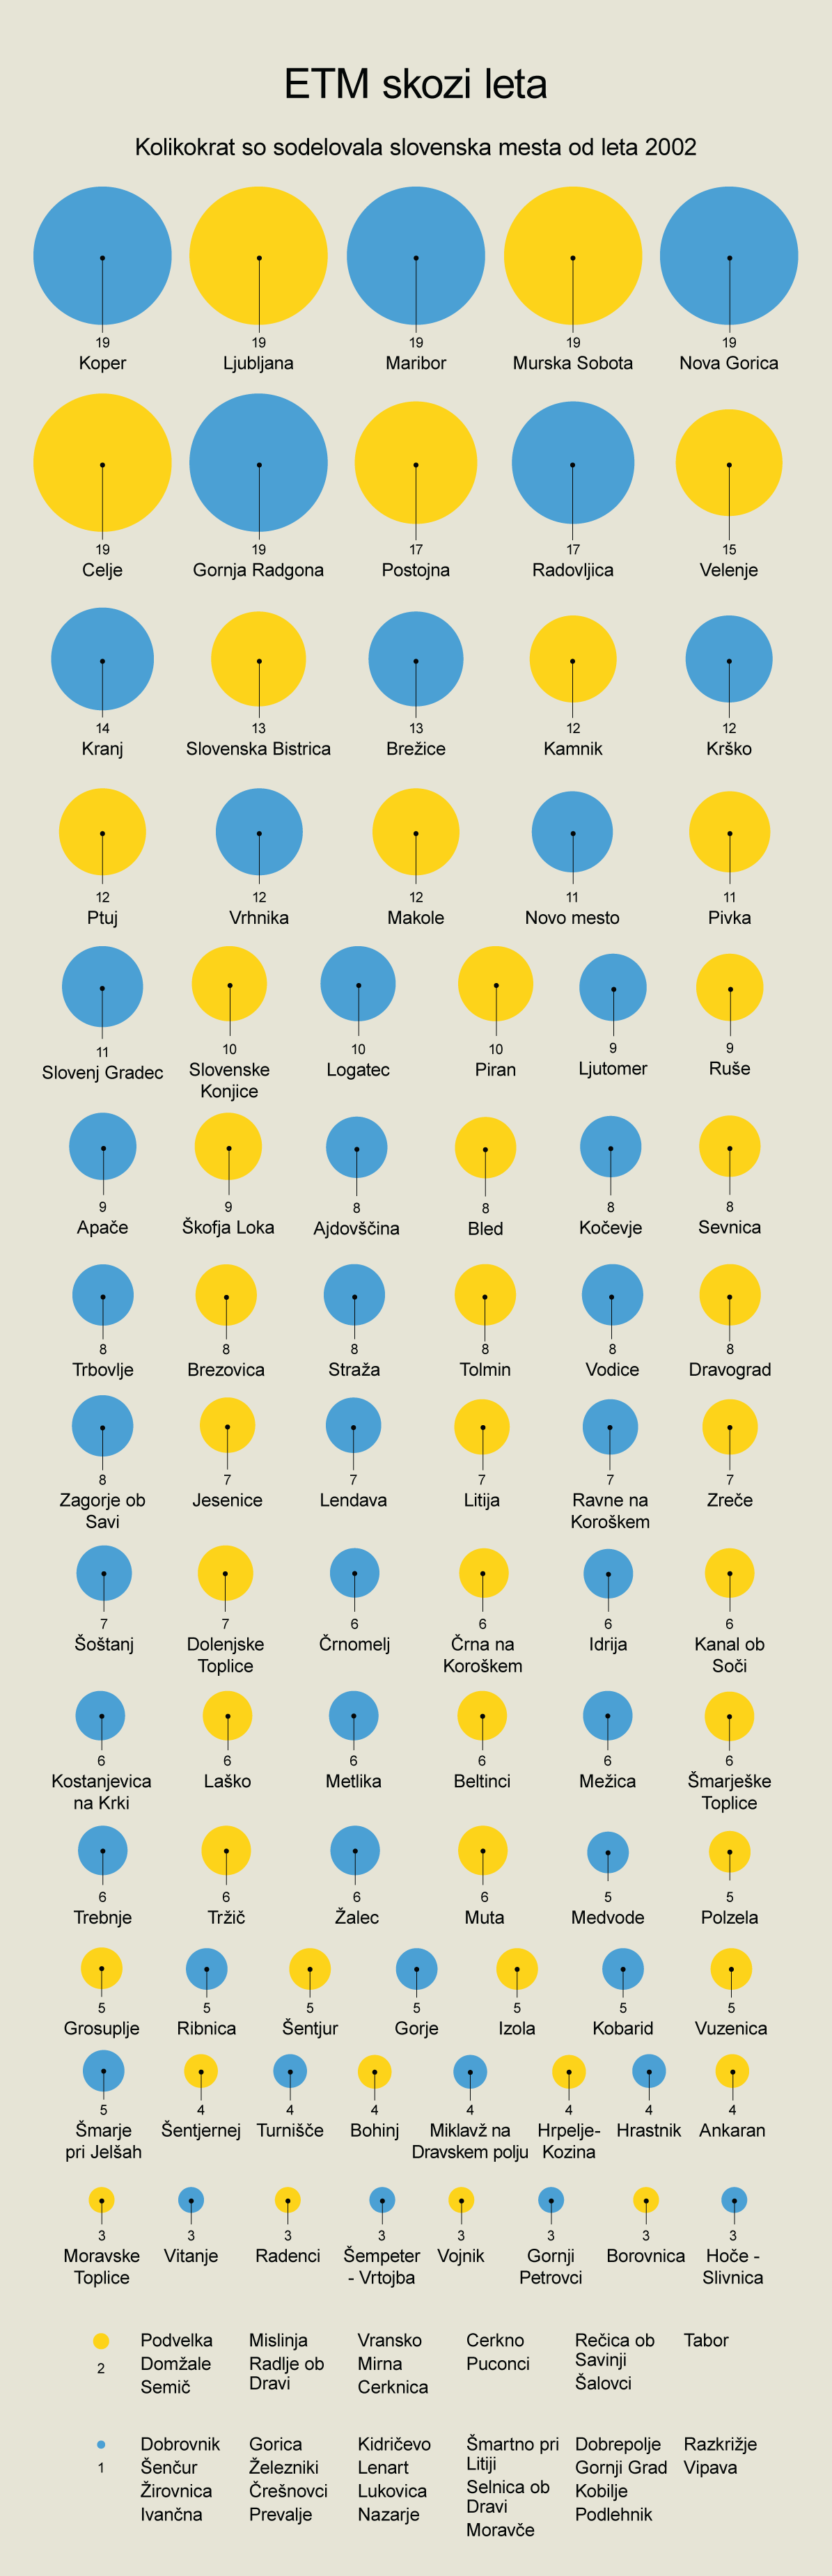 ETM skozi leta
Kolikokrat so sodelovala slovenska mesta od leta 2002
19 19 19 19 19
Koper Ljubljana Maribor Murska Sobota Nova Gorica
19 19 17 17 15
Celje Gornja Radgona Postojna Radovljica Velenje
14 13 13 12 12
Kranj Slovenska Bistrica Brežice Kamnik Krško
12 12 12 11 11
Ptuj Vrhnika Makole Novo mesto Pivka
11 10 10 10 9 9
Slovenj Gradec Slovenske Logatec Piran Ljutomer Ruše
Konjice
9 9 8 8 8 8
Apače Škofja Loka Ajdovščina Bled Kočevje Sevnica
8 8 8 8 8 8
Trbovlje Brezovica Straža Tolmin Vodice Dravograd
8 7 7 7 7 7
Zagorje ob Jesenice Lendava Litija Ravne na Zreče
Savi Koroškem
7 7 6 6 6 6
Šoštanj Dolenjske Črnomelj Črna na Idrija Kanal ob
Toplice Koroškem Soči
6 6 6 6 6 6
Kostanjevica Laško Metlika Beltinci Mežica Šmarješke
na Krki Toplice
6 6 6 6 5 5
Trebnje Tržič Žalec Muta Medvode Polzela
5 5 5 5 5 5 5
Grosuplje Ribnica Šentjur Gorje Izola Kobarid Vuzenica
5 4 4 4 4 4 4 4
Šmarje Šentjernej Turnišče Bohinj Miklavž na Hrpelje- Hrastnik Ankaran
pri Jelšah Dravskem polju Kozina
3 3 3 3 3 3 3 3
Moravske Vitanje Radenci Šempeter Vojnik Gornji Borovnica Hoče -
Toplice - Vrtojba Petrovci Slivnica
2
Podvelka
Domžale
Semič
Mislinja
Radlje ob
Dravi
Vransko
Mirna
Cerknica
Cerkno
Puconci
Rečica ob
Savinji
Šalovci
Tabor
1
Dobrovnik
Šenčur
Žirovnica
Ivančna
Gorica
Železniki
Črešnovci
Prevalje
Kidričevo
Lenart
Lukovica
Nazarje
Šmartno pri
Litiji
Selnica ob
Dravi
Moravče
Dobrepolje
Gornji Grad
Kobilje
Podlehnik
Razkrižje
Vipava